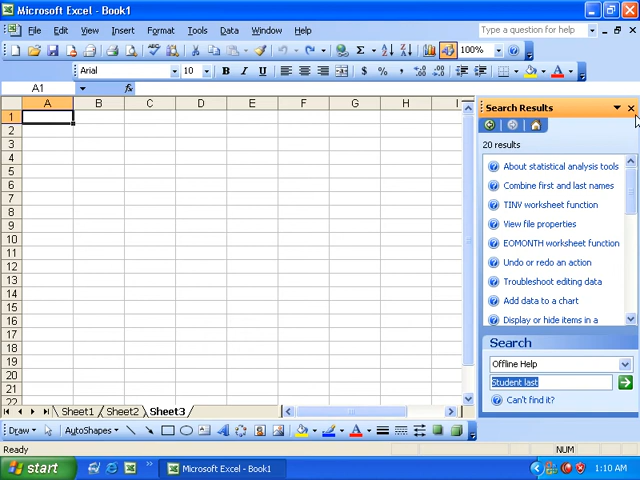 Microsoft Excel - Book1
File Edit View Insert Format Tools Data Window Help Type a question for help
100%
Arial 10 B I U $ % ,
A1 fx
A B C D E F G H I
Search Results
20 results
About statistical analysis tools
Combine first and last names
TINV worksheet function
View file properties
EOMONTH worksheet function
Undo or redo an action
Troubleshoot editing data
Add data to a chart
Display or hide items in a
Search
Offline Help
Student last
Can't find it?
1
2
3
4
5
6
7
8
9
10
11
12
13
14
15
16
17
18
19
20
21
22
Sheet1 Sheet2 Sheet3
Draw AutoShapes
Ready NUM
start Microsoft Excel - Book1 1:10 AM